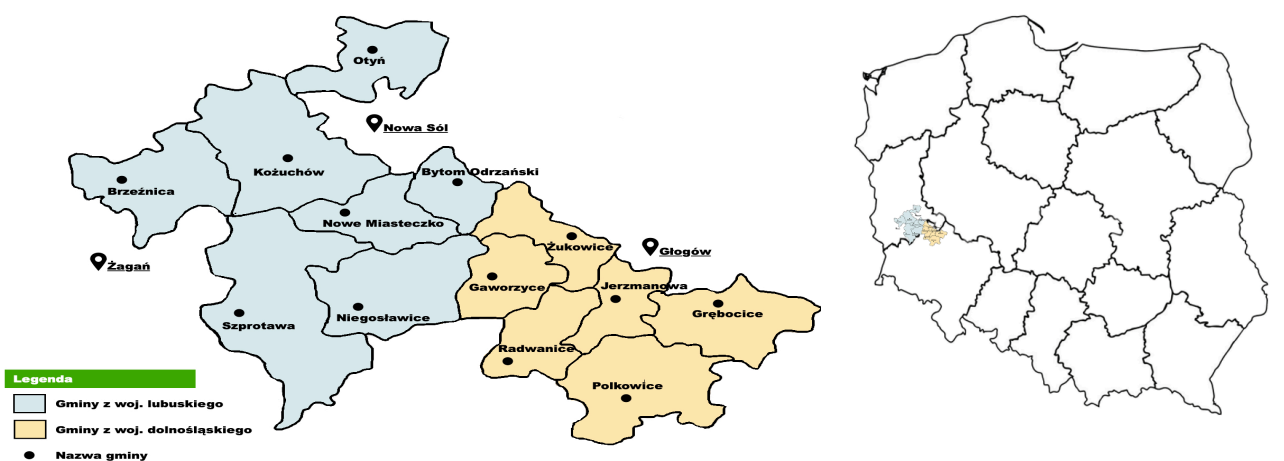 Otyń
Nowa Sól
Kożuchów
Bytom Odrzański
Brzeźnica
Nowe Miasteczko
Żukowice
Głogów
Żagań
Gaworzyce
Jerzmanowa
Grębocice
Szprotawa
Niegosławice
Radwanice
Polkowice
Legenda
Gminy z woj. lubuskiego
Gminy z woj. dolnośląskiego
Nazwa gminy